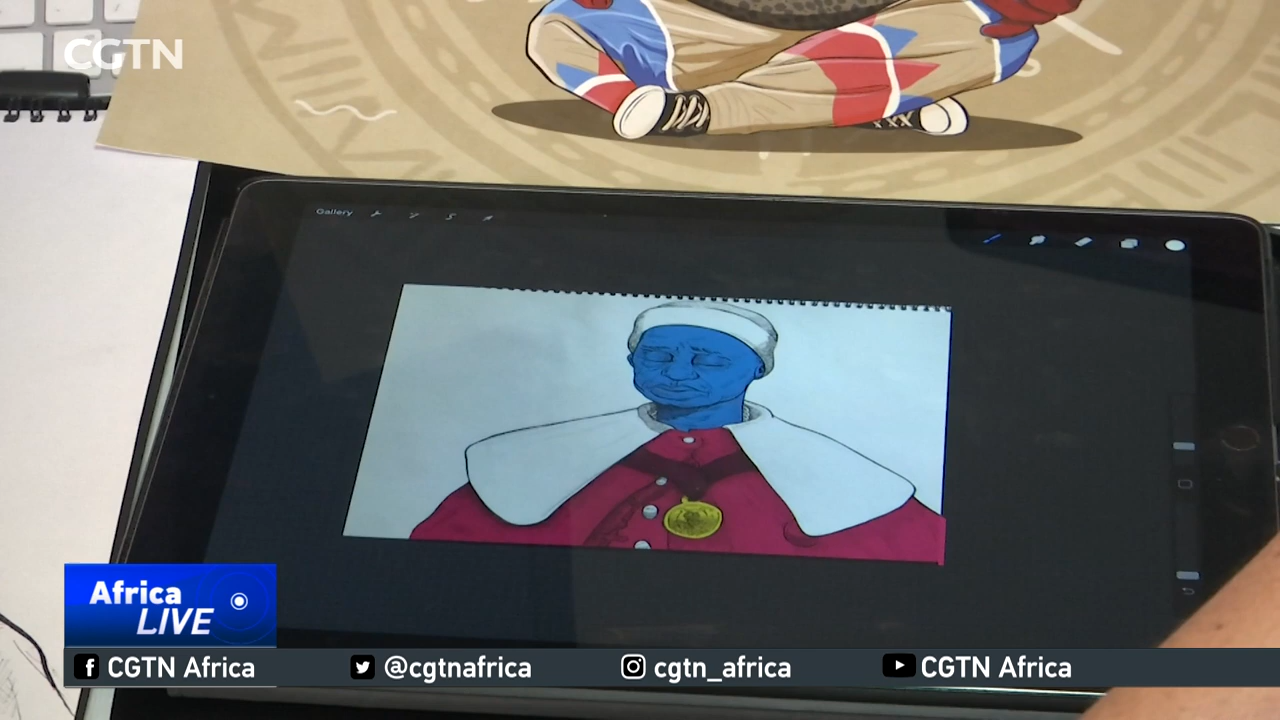 CGTN
Gallery
Africa
LIVE
CGTN Africa
@cgtnafrica
cgtn_africa
CGTN Africa